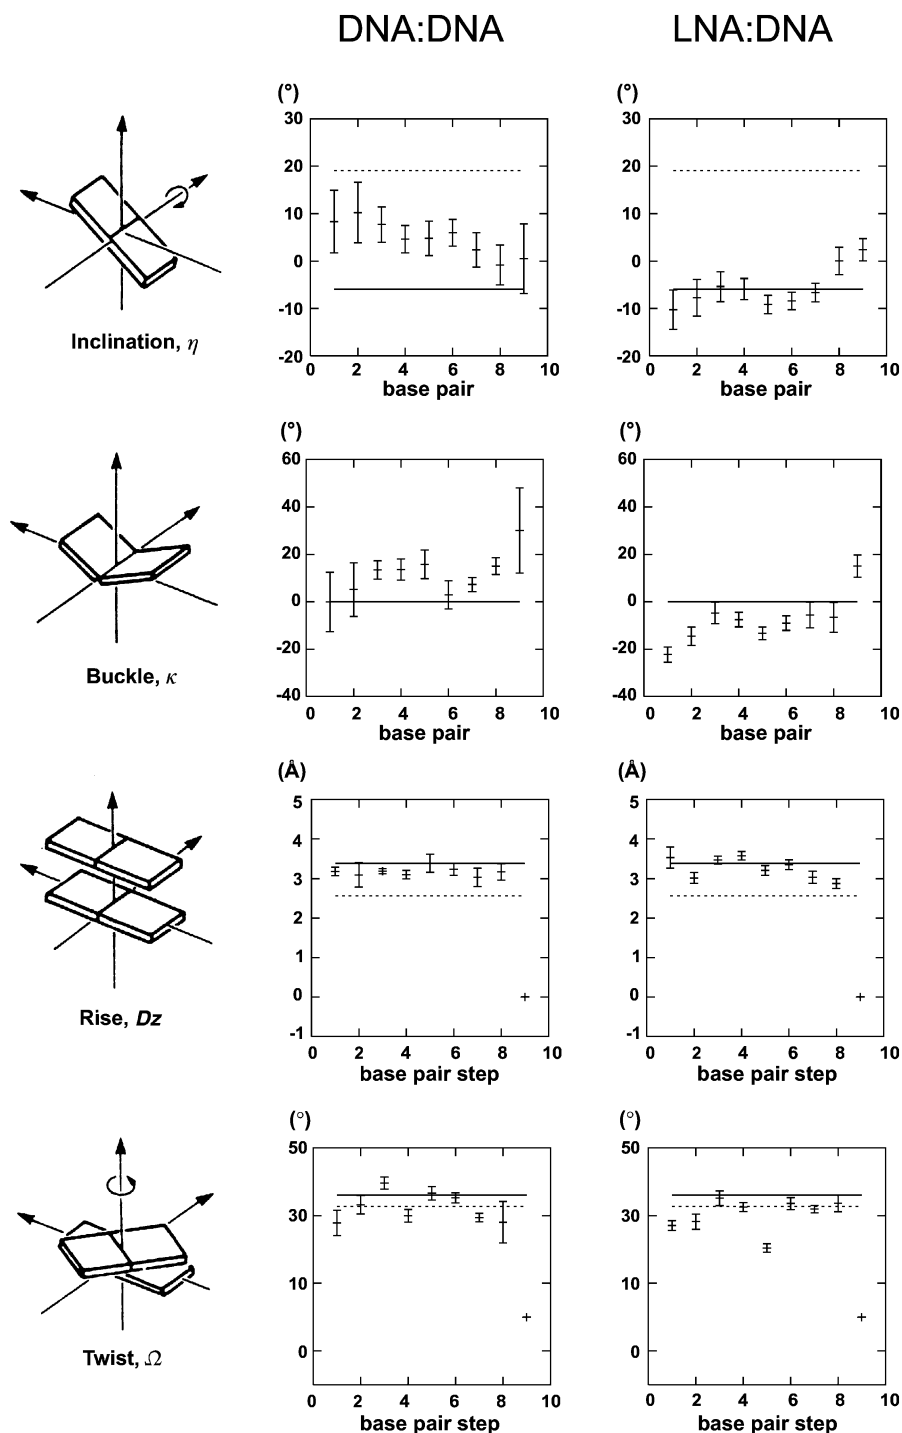 DNA:DNA LNA:DNA
(°) (°)
30 30
20 20
10 10
0 0
-10 -10
-20 -20
0 2 4 6 8 10 0 2 4 6 8 10
base pair base pair
Inclination, η
(°) (°)
60 60
40 40
20 20
0 0
-20 -20
-40 -40
0 2 4 6 8 10 0 2 4 6 8 10
base pair base pair
Buckle, κ
(Å) (Å)
5 5
4 4
3 3
2 2
1 1
0 0
-1 -1
0 2 4 6 8 10 0 2 4 6 8 10
base pair step base pair step
Rise, Dz
(°) (°)
50 50
30 30
10 10
0 0
0 2 4 6 8 10 0 2 4 6 8 10
base pair step base pair step
Twist, Ω